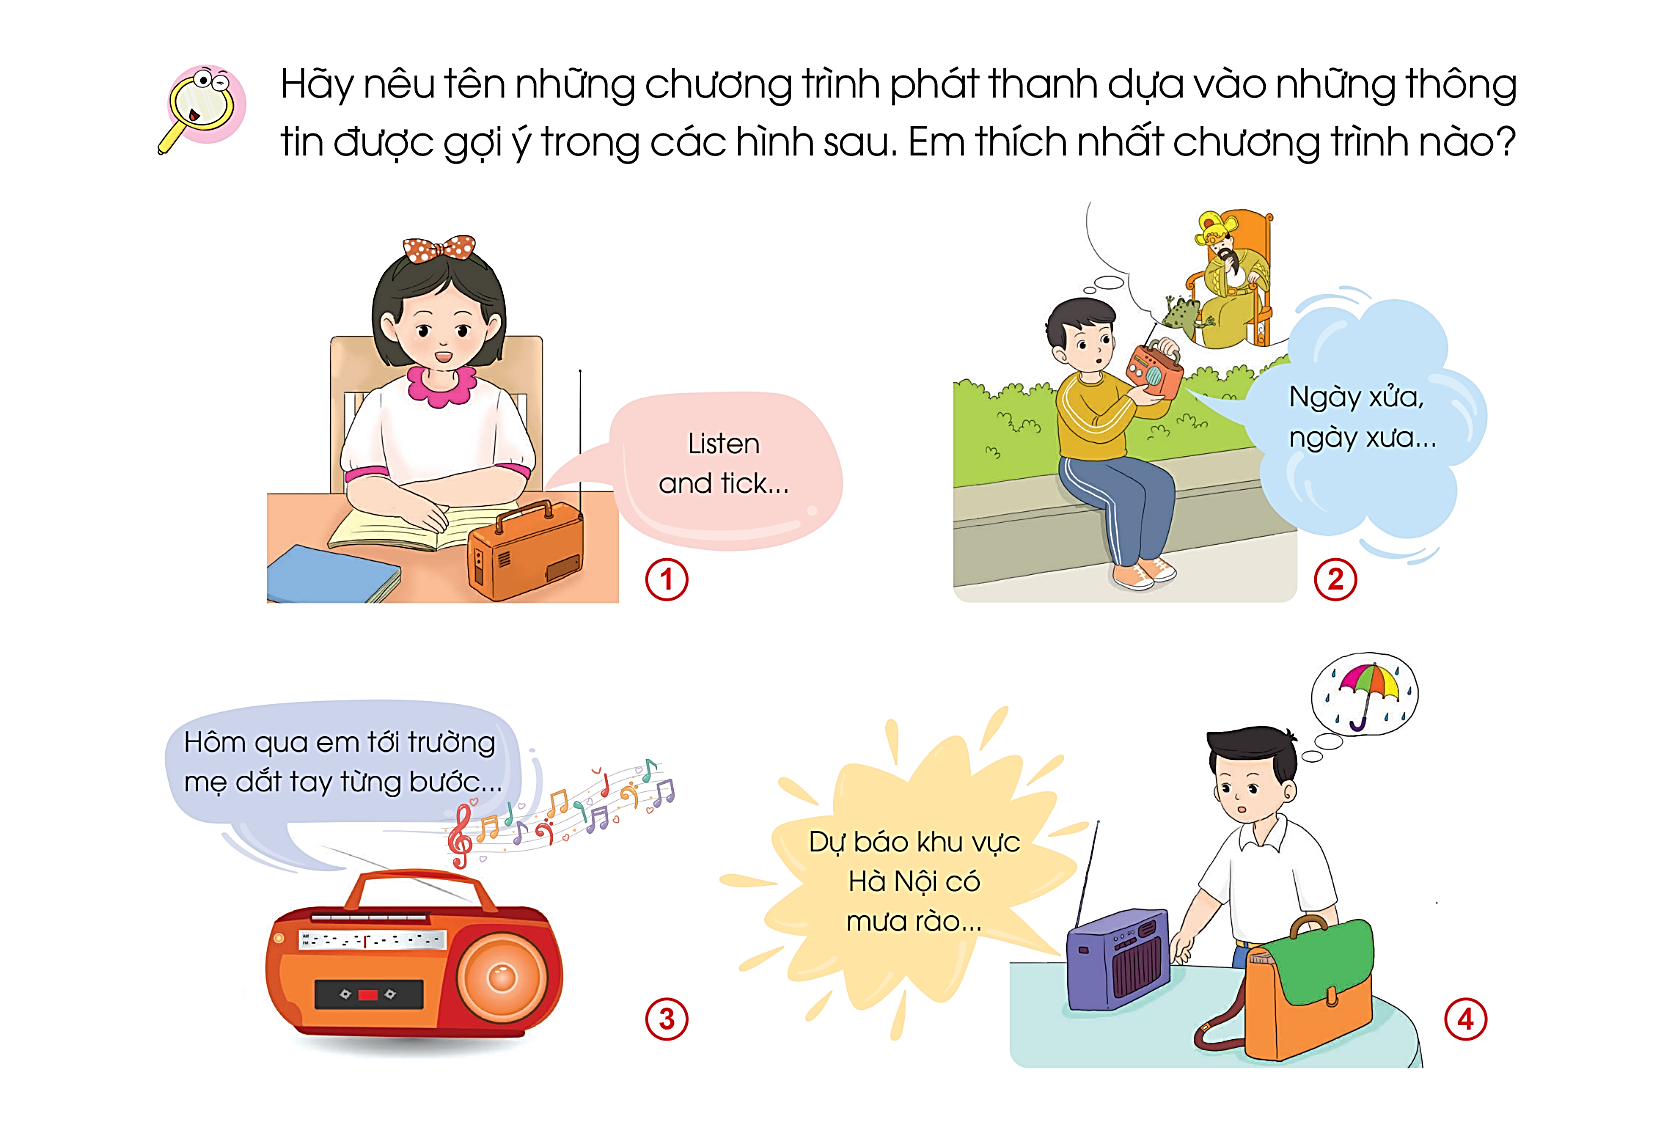 Hãy nêu tên những chương trình phát thanh dựa vào những thông
tin được gợi ý trong các hình sau. Em thích nhất chương trình nào?
Listen
and tick...
1
Ngày xửa,
ngày xưa...
2
Hôm qua em tới trường
mẹ dắt tay từng bước...
3
Dự báo khu vực
Hà Nội có
mưa rào...
4